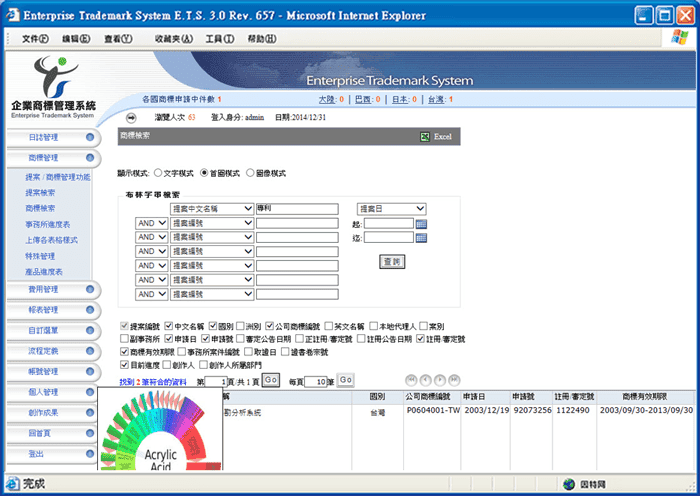 Enterprise Trademark System E.T.S. 3.0 Rev. 657 - Microsoft Internet Explorer
文件(F) 編輯(E) 查看(V) 收藏夾(A) 工具(T) 幫助(H)
企業商標管理系統
Enterprise Trademark System
Enterprise Trademark System
各國商標申請中件數 1 大陸: 0 | 巴西: 0 | 日本: 0 | 台灣: 1
瀏覽人次 63 登入身分: admin 日期:2014/12/31
商標檢索 Excel
日誌管理
商標管理
提案 / 商標管理功能
提案檢索
商標檢索
事務所進度表
上傳各表格樣式
特殊管理
產品進度表
費用管理
報表管理
自訂選單
流程定義
帳號管理
個人管理
創作成果
回首頁
登出
顯示模式: 文字模式 首圖模式 圖像模式
布林字串檢索
提案中文名稱 專利 提案日
AND 提案編號 起:
AND 提案編號 迄:
AND 提案編號
AND 提案編號 查詢
AND 提案編號
AND 提案編號
提案編號 中文名稱 國別 洲別 公司商標編號 英文名稱 本地代理人 案別
副事務所 申請日 申請號 審定公告日期 正註冊/審定號 註冊公告日期 註冊/審定號
商標有效期限 事務所案件編號 取證日 證書卷宗號
目前進度 創作人 創作人所屬部門
找到 2 筆符合的資料 第 1 頁/共 1 頁 Go 每頁 10 筆 Go
稱 國別 公司商標編號 申請日 申請號 註冊/審定號 商標有效期限
分析系統 台灣 P0604001-TW 2003/12/19 92073256 1122490 2003/09/30-2013/09/30
Acrylic
Acid
完成 因特网